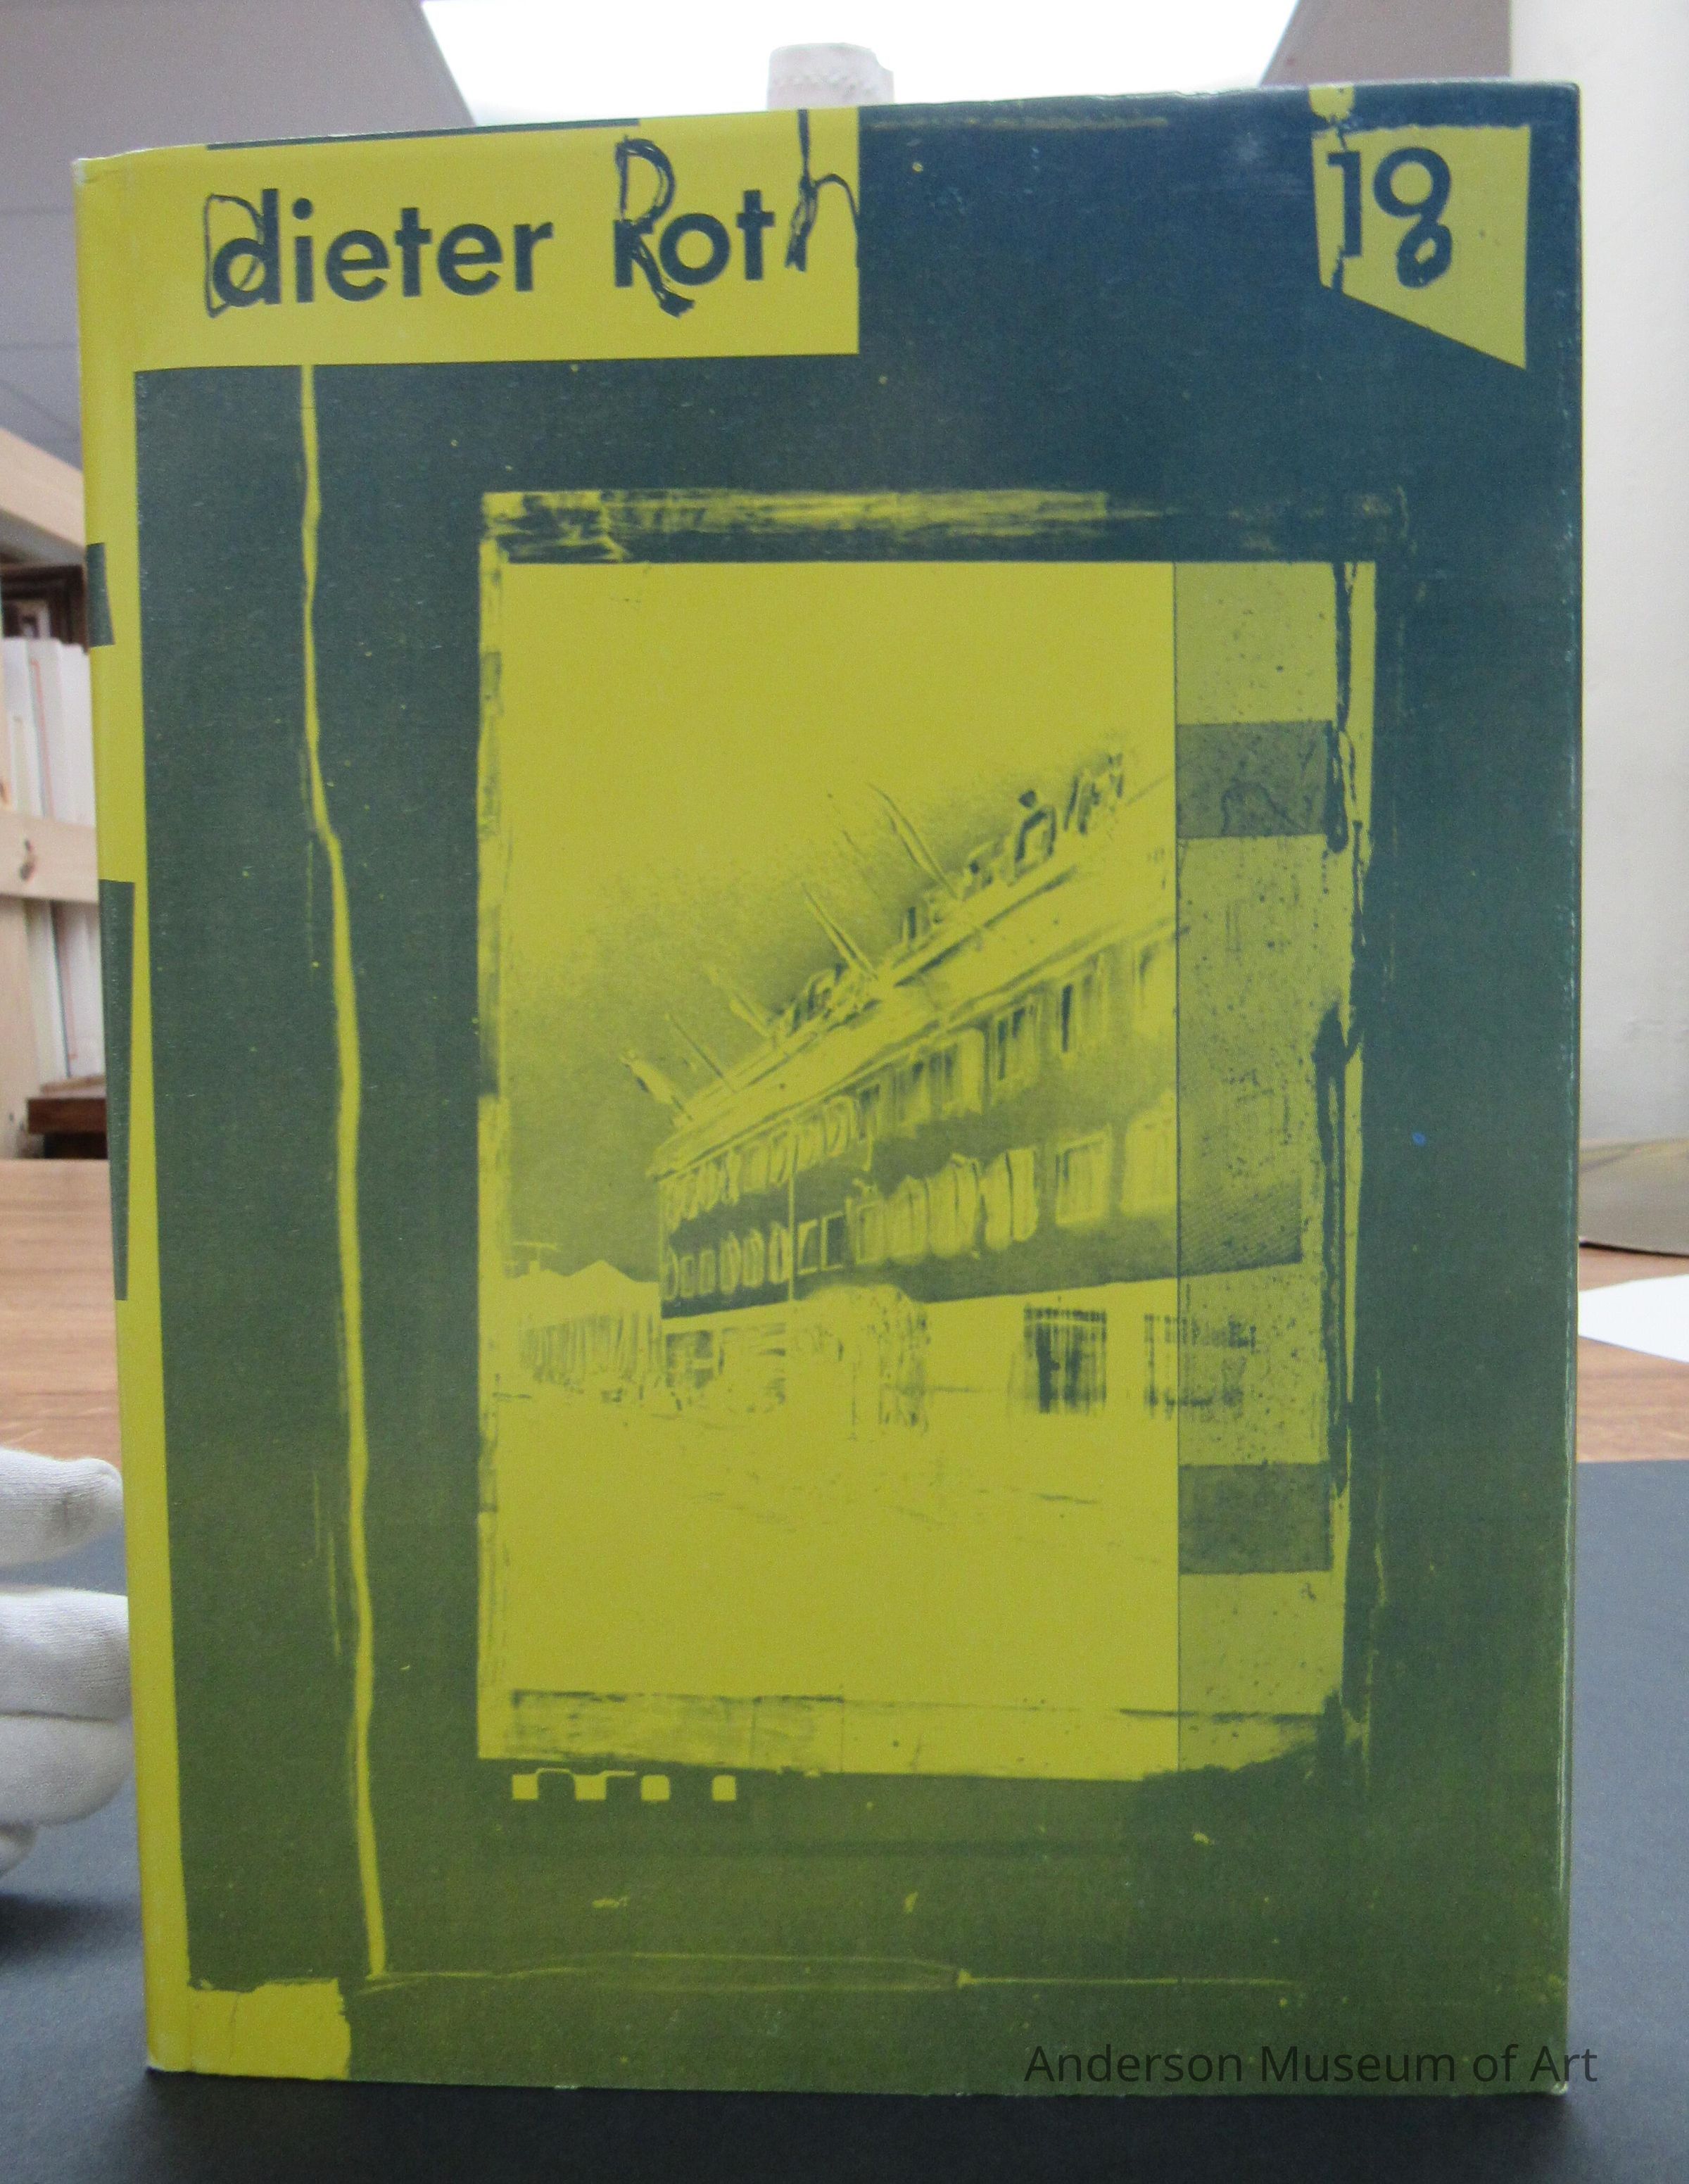 dieter Roth
18
Anderson Museum of Art